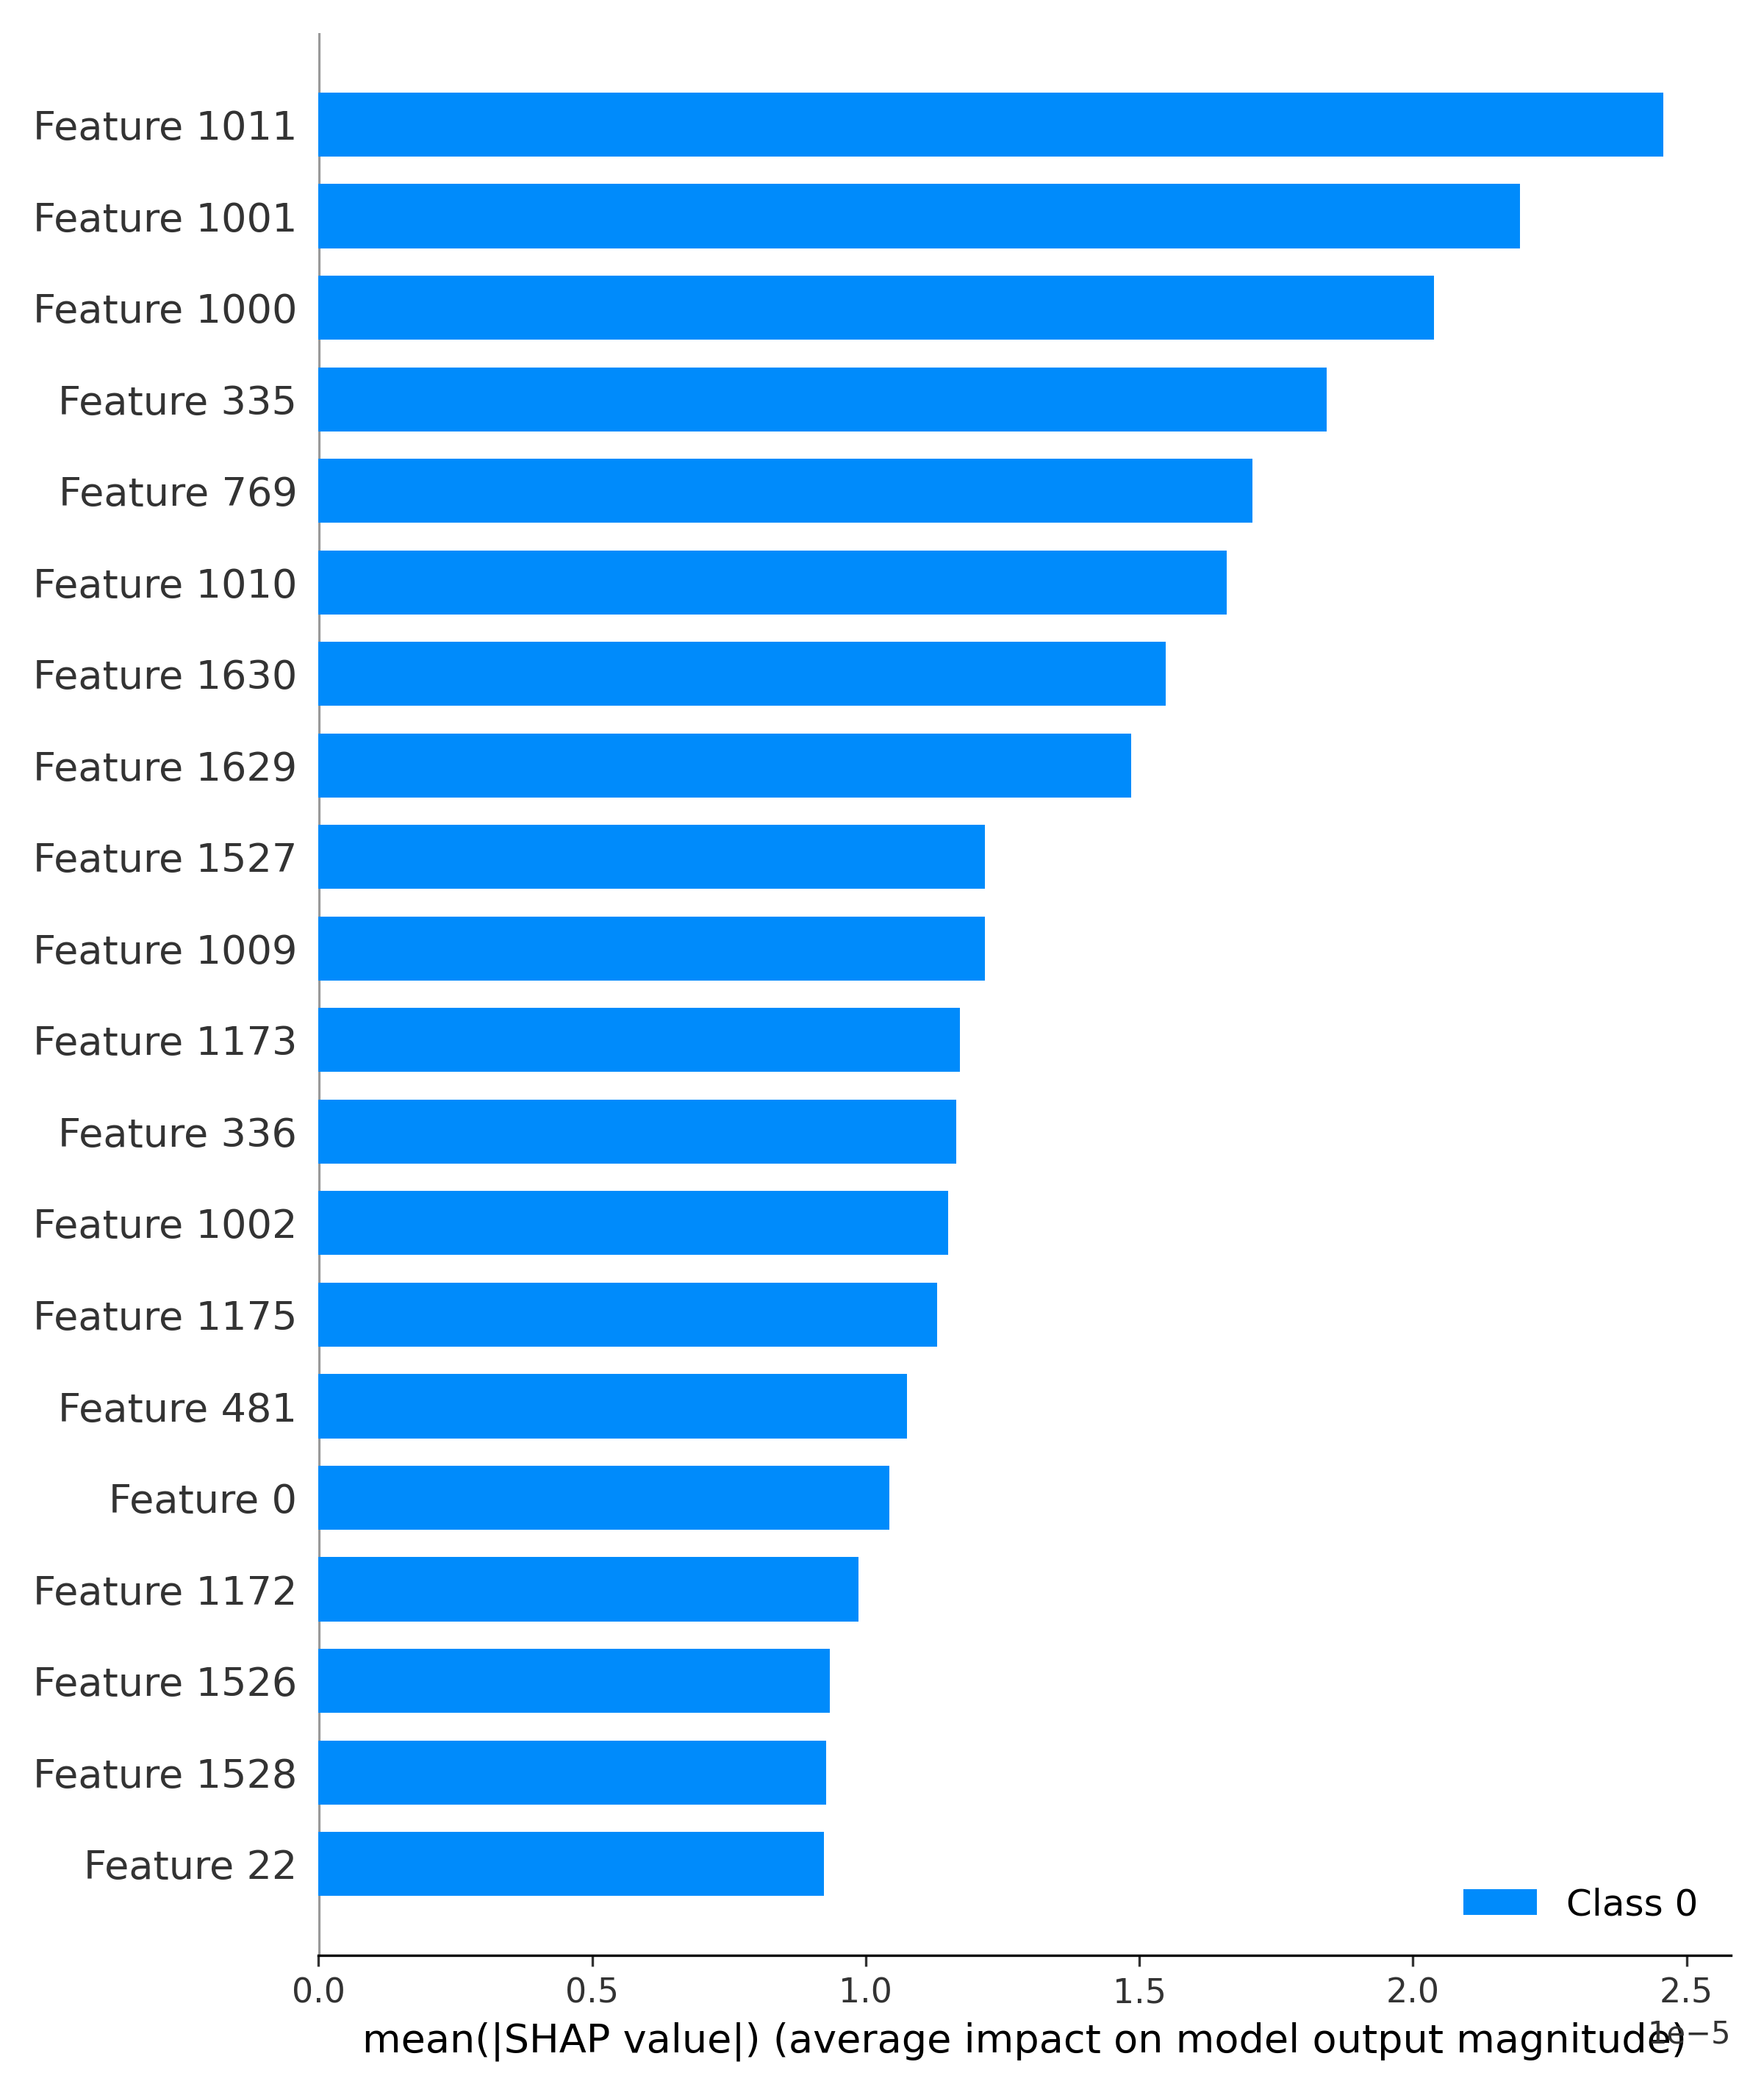 Feature 1011
Feature 1001
Feature 1000
Feature 335
Feature 769
Feature 1010
Feature 1630
Feature 1629
Feature 1527
Feature 1009
Feature 1173
Feature 336
Feature 1002
Feature 1175
Feature 481
Feature 0
Feature 1172
Feature 1526
Feature 1528
Feature 22
Class 0
0.0 0.5 1.0 1.5 2.0 2.5
mean(|SHAP value|) (average impact on model output magnitude)
1e−5